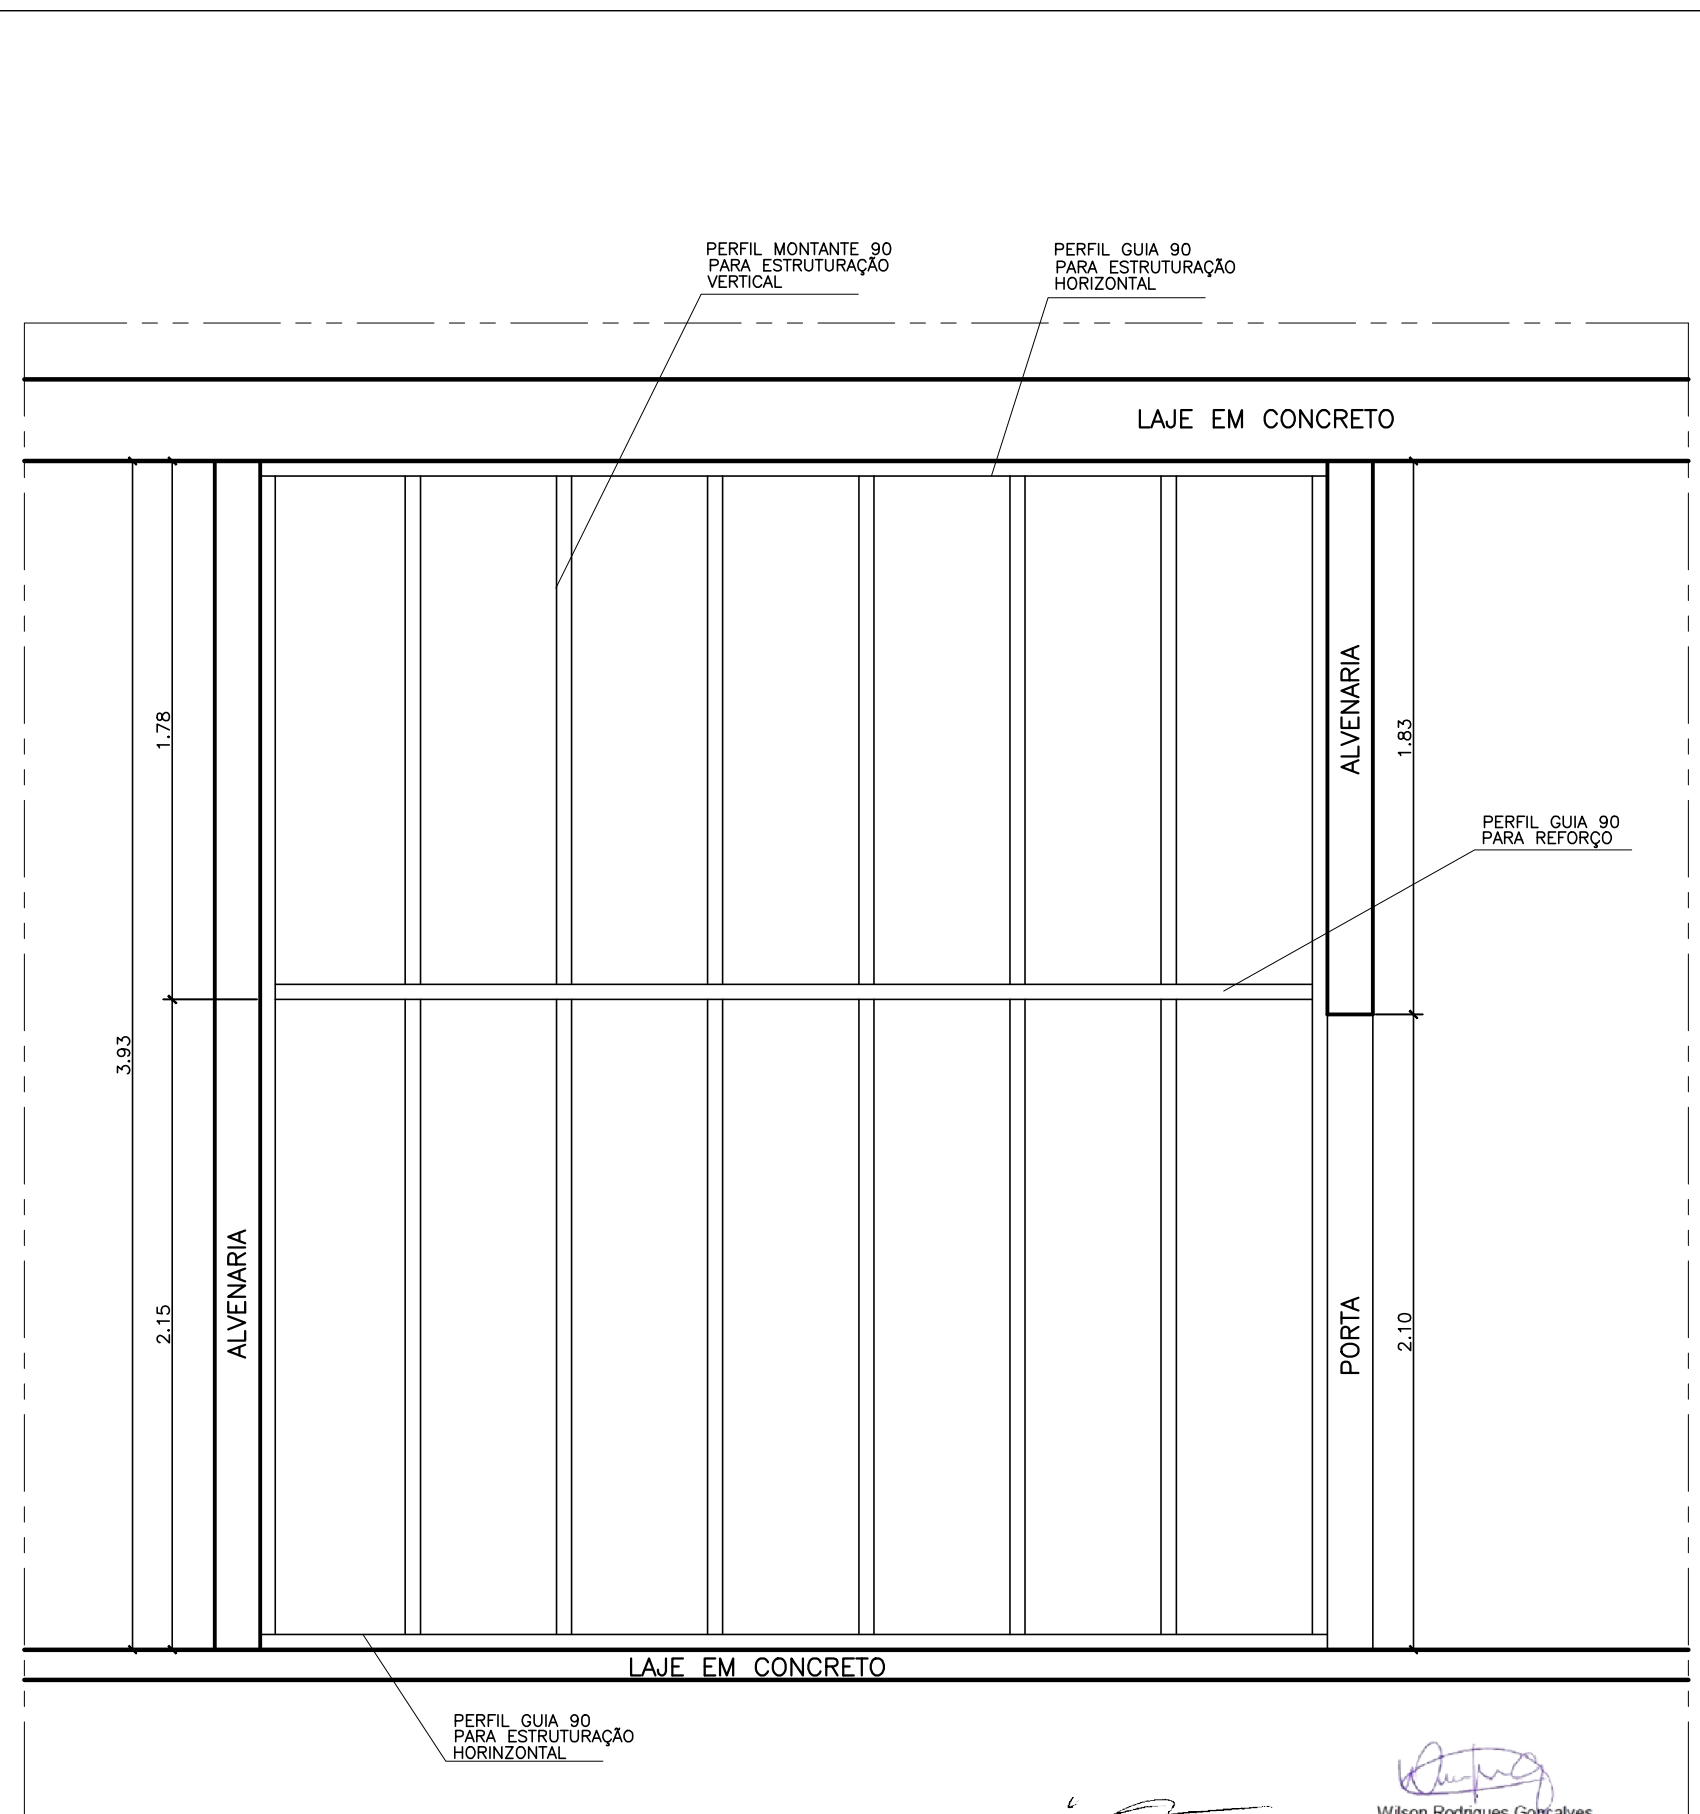 PERFIL MONTANTE 90
PARA ESTRUTURAÇÃO
VERTICAL
PERFIL GUIA 90
PARA ESTRUTURAÇÃO
HORIZONTAL
LAJE EM CONCRETO
1.78
ALVENARIA
1.83
PERFIL GUIA 90
PARA REFORÇO
3.93
2.15
ALVENARIA
PORTA
2.10
LAJE EM CONCRETO
PERFIL GUIA 90
PARA ESTRUTURAÇÃO
HORINZONTAL
Wilson Rodrigues Gonçalves